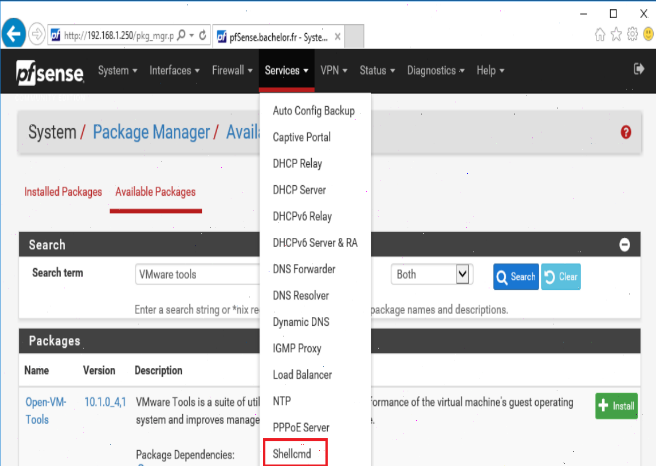 http://192.168.1.250/pkg_mgr.p
pfSense.bachelor.fr - Syste...
pfsense
System Interfaces Firewall Services VPN Status Diagnostics Help
Auto Config Backup
Captive Portal
DHCP Relay
DHCP Server
DHCPv6 Relay
DHCPv6 Server & RA
DNS Forwarder
DNS Resolver
Dynamic DNS
IGMP Proxy
Load Balancer
NTP
PPPoE Server
Shellcmd
System / Package Manager / Availa
Installed Packages Available Packages
Search
Search term VMware tools Both Search Clear
Enter a search string or *nix re package names and descriptions.
Packages
Name Version Description
Open-VM- 10.1.0_4,1 VMware Tools is a suite of util formance of the virtual machine's guest operating Install
Tools system and improves manage e.
Package Dependencies: